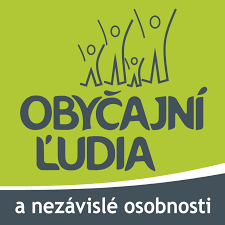 OBYČAJNÍ
ĽUDIA
a nezávislé osobnosti